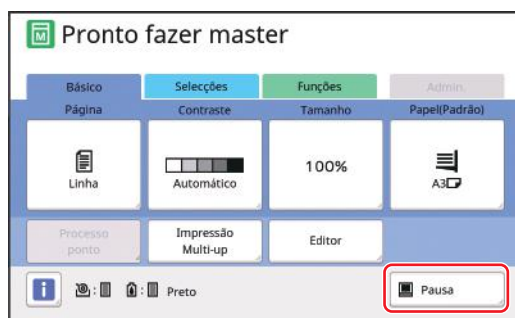 M
Pronto fazer master
Básico Selecções Funções Admin.
Página Contraste Tamanho Papel(Padrão)
Linha Automático 100% A3
Processo ponto Impressão Multi-up Editor
i : : Preto Pausa